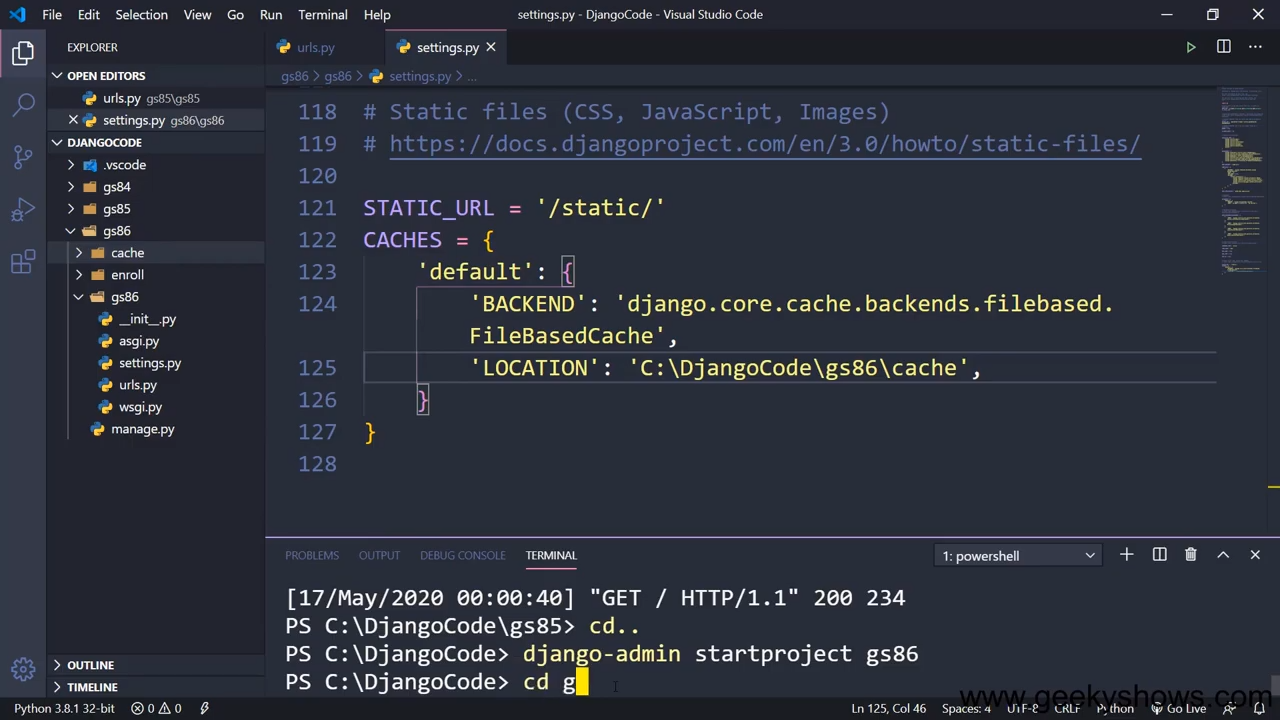 File Edit Selection View Go Run Terminal Help settings.py - DjangoCode - Visual Studio Code
EXPLORER
urls.py settings.py
OPEN EDITORS
gs86 > gs86 > settings.py > ...
urls.py gs85\gs85
settings.py gs86\gs86
DJANGOCODE
.vscode
gs84
gs85
gs86
cache
enroll
gs86
__init__.py
asgi.py
settings.py
urls.py
wsgi.py
manage.py
OUTLINE
TIMELINE
118 # Static files (CSS, JavaScript, Images)
119 # https://docs.djangoproject.com/en/3.0/howto/static-files/
120
121 STATIC_URL = '/static/'
122 CACHES = {
123 'default': {
124 'BACKEND': 'django.core.cache.backends.filebased.
FileBasedCache',
125 'LOCATION': 'C:\DjangoCode\gs86\cache',
126 }
127 }
128
PROBLEMS OUTPUT DEBUG CONSOLE TERMINAL 1: powershell
[17/May/2020 00:00:40] "GET / HTTP/1.1" 200 234
PS C:\DjangoCode\gs85> cd..
PS C:\DjangoCode> django-admin startproject gs86
PS C:\DjangoCode> cd g
www.geekyshows.com
Python 3.8.1 32-bit 0 0 Ln 125, Col 46 Spaces: 4 UTF-8 CRLF Python Go Live